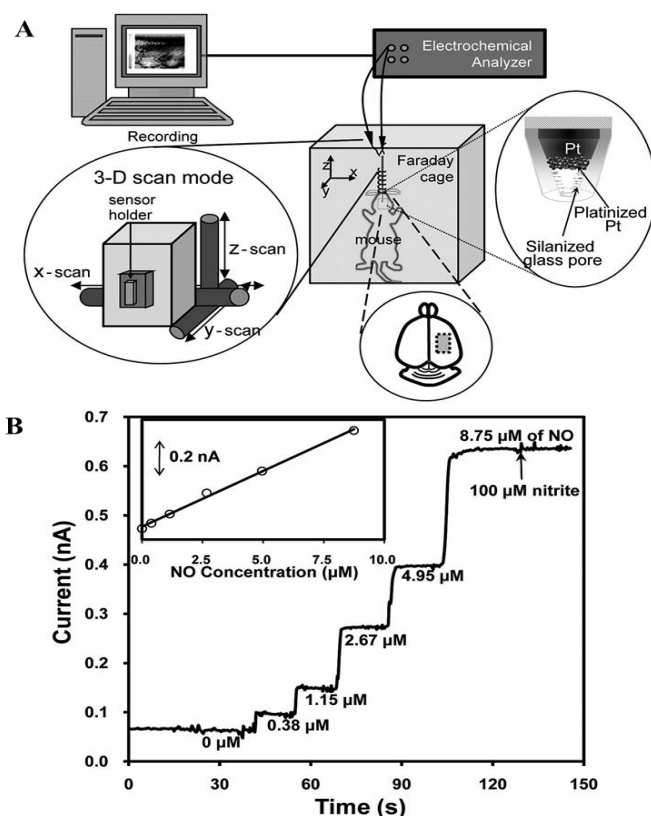 A
Electrochemical
Analyzer
Recording
3-D scan mode
sensor
holder
z-scan
x-scan
y-scan
z
x
y
Faraday
cage
mouse
Pt
Platinized
Pt
Silanized
glass pore
B
Current (nA)
0.7
0.6
0.5
0.4
0.3
0.2
0.1
0.0
0.2 nA
0.0
2.5
5.0
7.5
10.0
NO Concentration (µM)
8.75 µM of NO
100 µM nitrite
4.95 µM
2.67 µM
1.15 µM
0.38 µM
0 µM
0
30
60
90
120
150
Time (s)